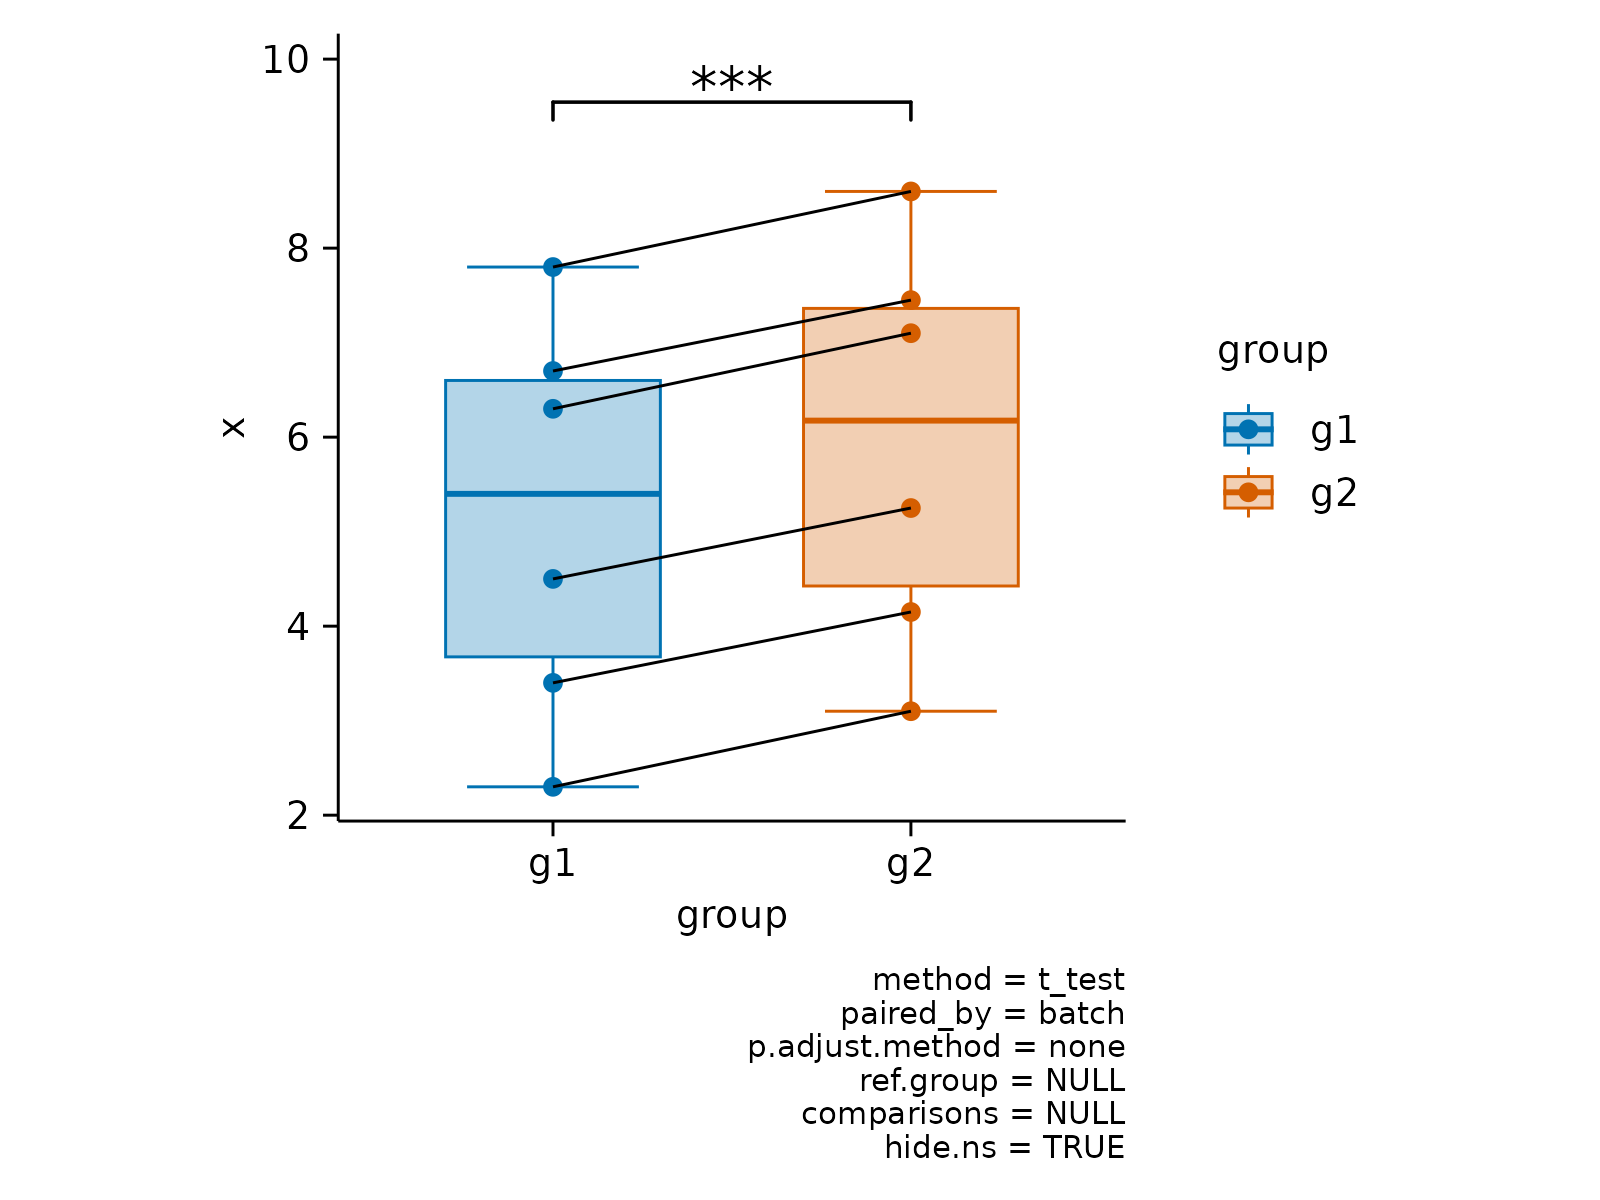 10
***
8
6
4
2
x
g1
g2
group
group
g1
g2
method = t_test
paired_by = batch
p.adjust.method = none
ref.group = NULL
comparisons = NULL
hide.ns = TRUE